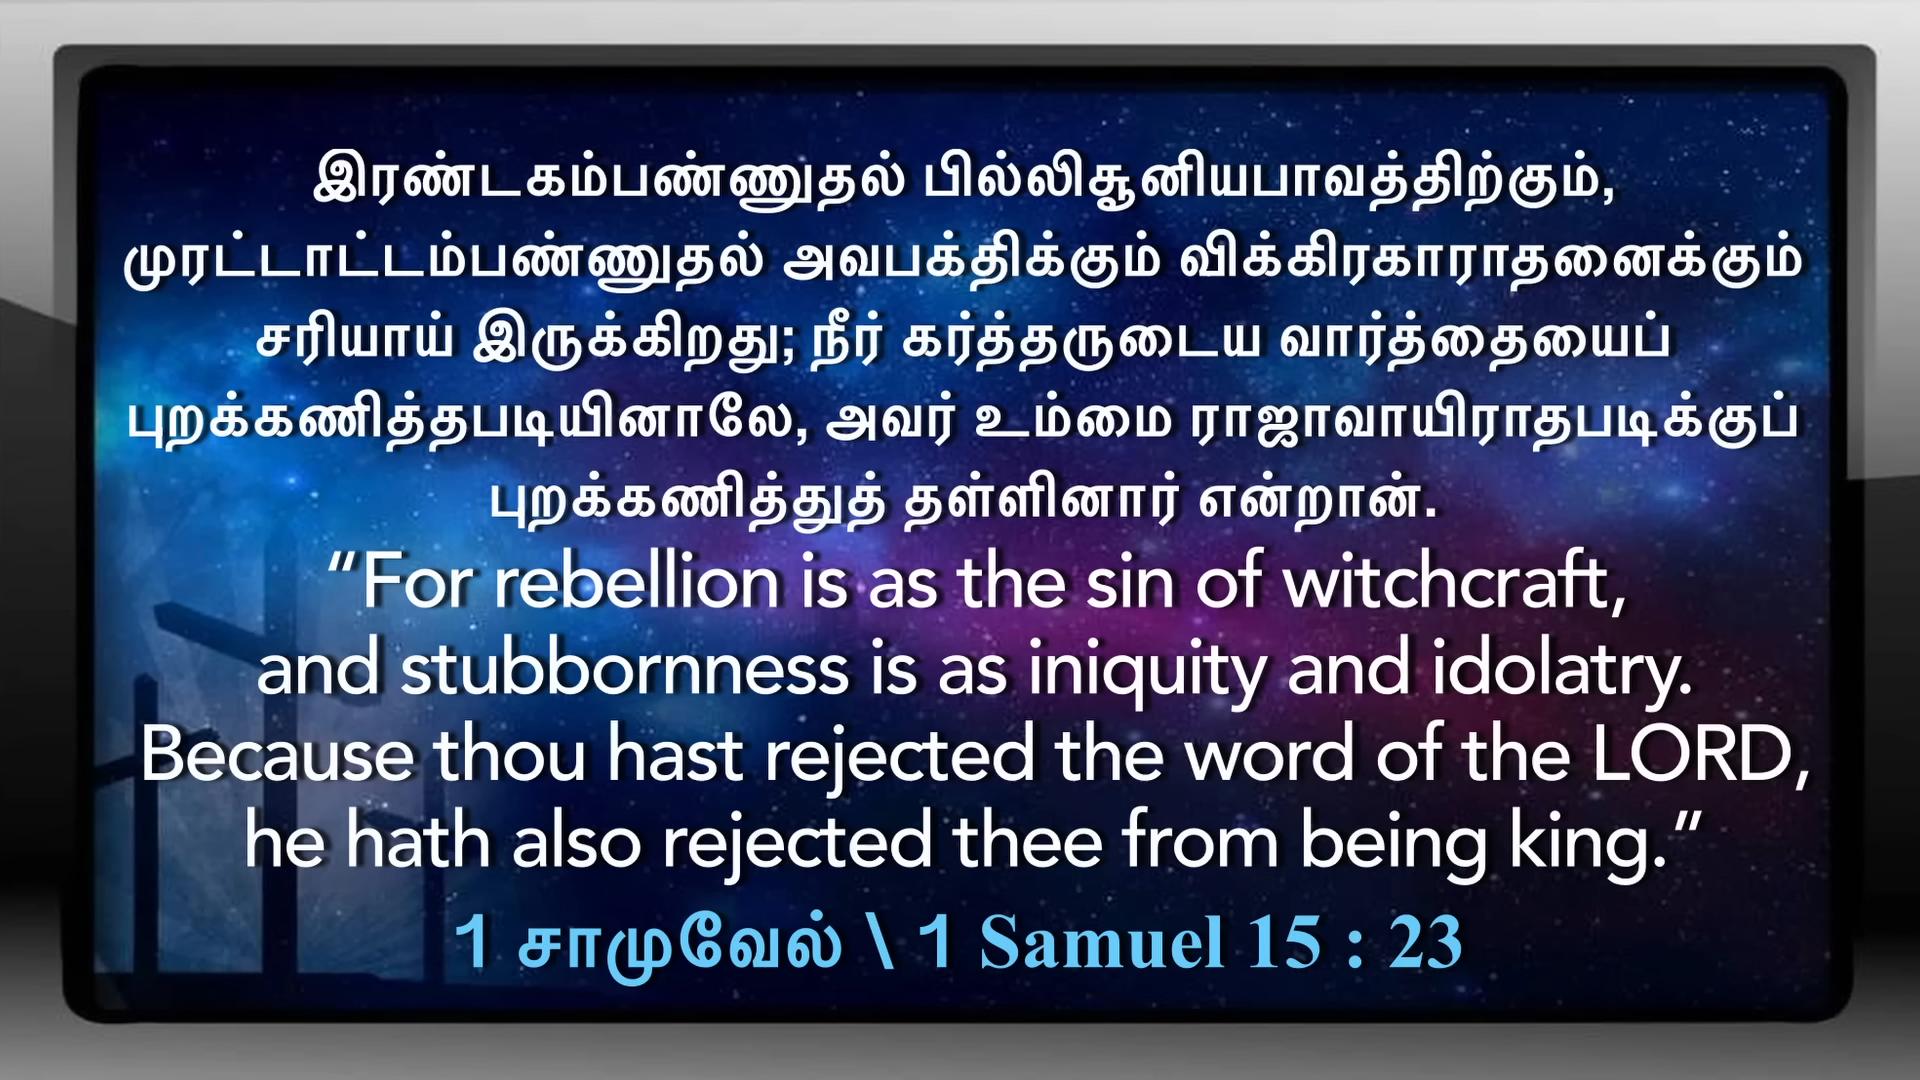 இரண்டகம்பண்ணுதல் பில்லிசூனியபாவத்திற்கும்,
முரட்டாட்டம்பண்ணுதல் அவபக்திக்கும் விக்கிரகாராதனைக்கும்
சரியாய் இருக்கிறது; நீர் கர்த்தருடைய வார்த்தையைப்
புறக்கணித்தபடியினாலே, அவர் உம்மை ராஜாவாயிராதபடிக்குப்
புறக்கணித்துத் தள்ளினார் என்றான்.
“For rebellion is as the sin of witchcraft,
and stubbornness is as iniquity and idolatry.
Because thou hast rejected the word of the LORD,
he hath also rejected thee from being king.”
1 சாமுவேல் \ 1 Samuel 15 : 23